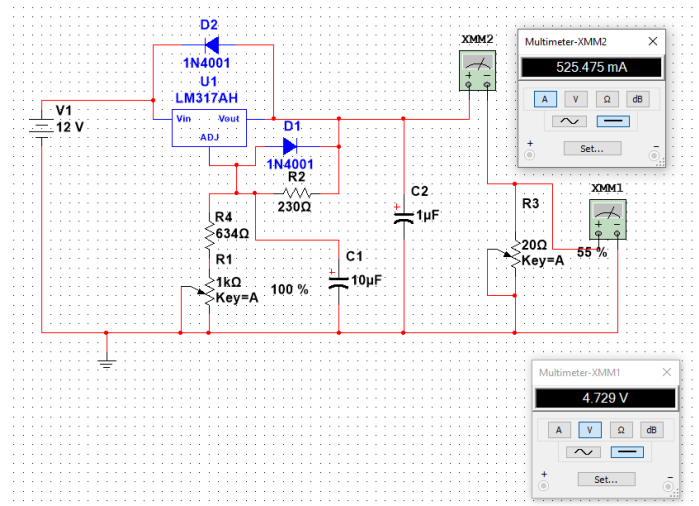 D2
1N4001
U1
LM317AH
Vin Vout
ADJ
V1
12 V
D1
1N4001
R2
230Ω
R4
634Ω
R1
1kΩ
Key=A
100 %
C1
10µF
C2
1µF
XMM2
R3
20Ω
Key=A
55 %
XMM1
Multimeter-XMM2
525.475 mA
A V Ω dB
Set...
Multimeter-XMM1
4.729 V
A V Ω dB
Set...